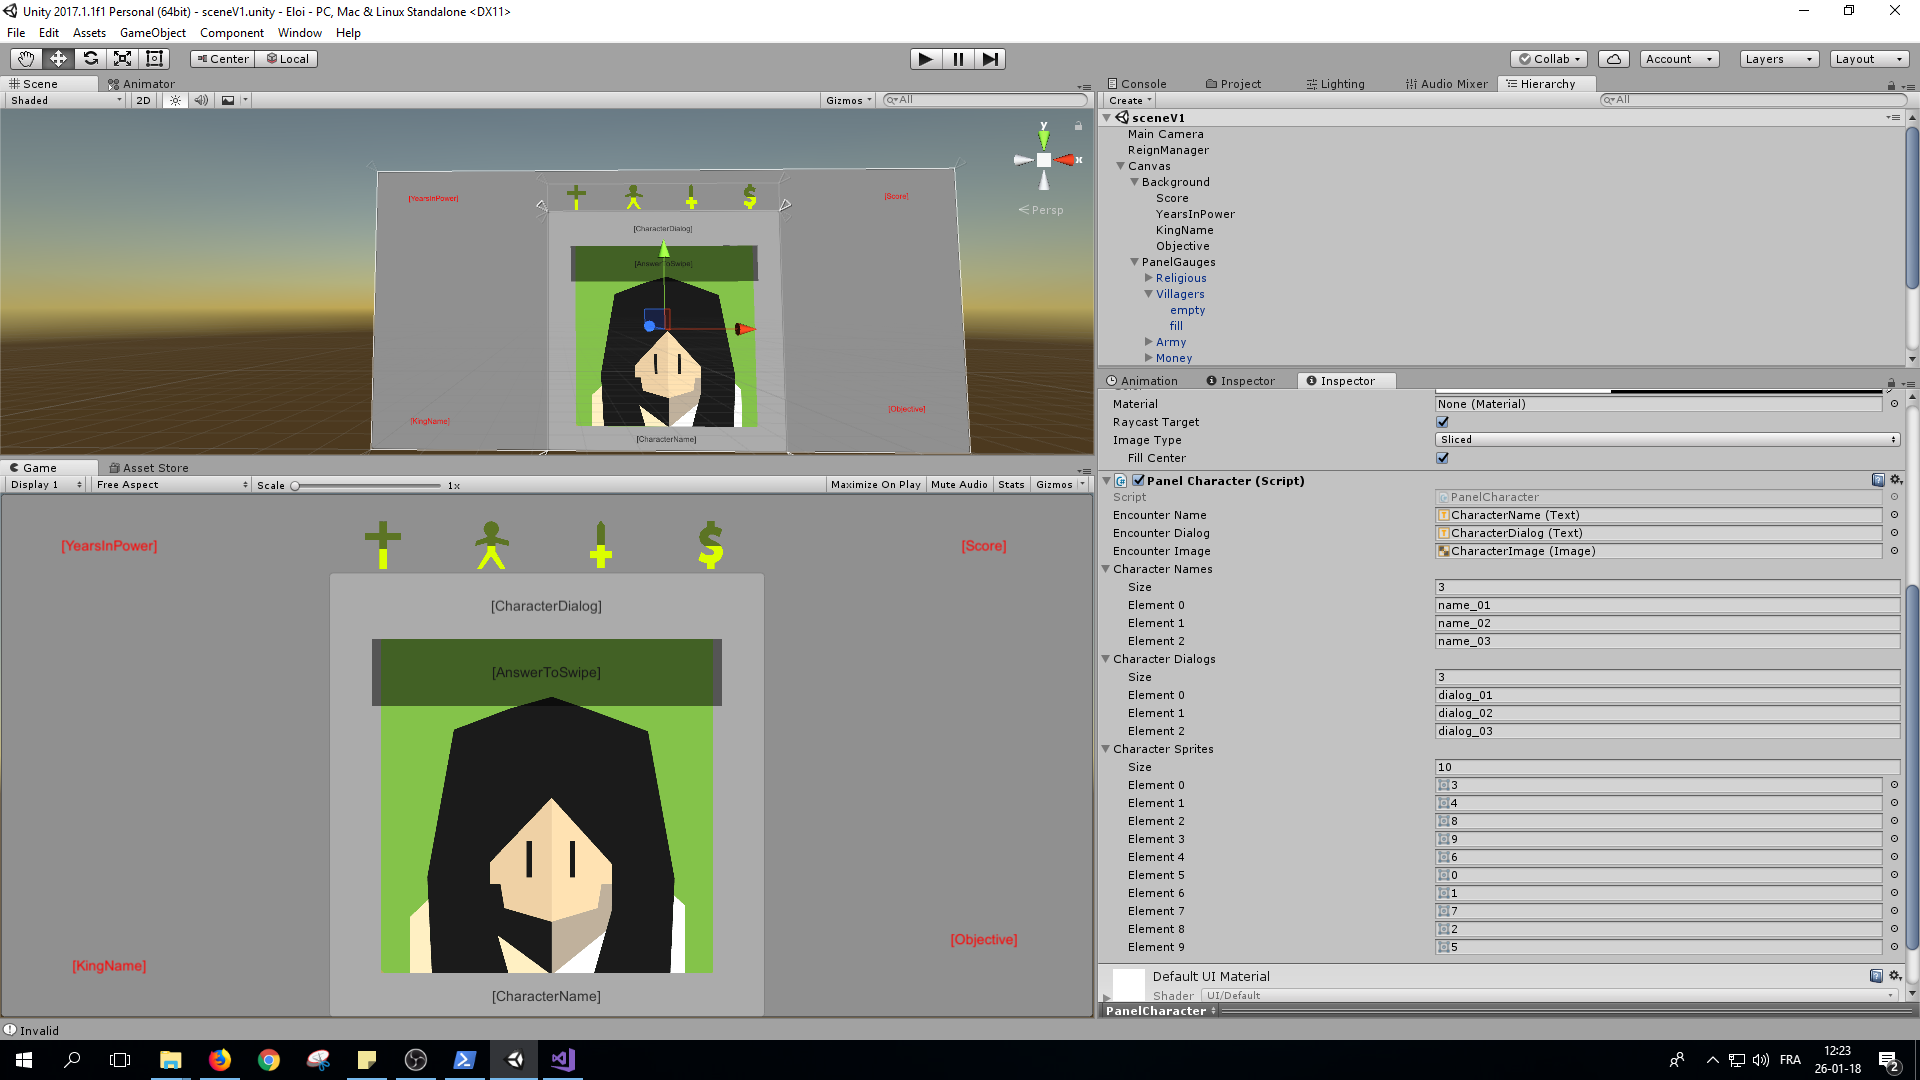 Unity 2017.1.1f1 Personal (64bit) - sceneV1.unity - Eloi - PC, Mac & Linux Standalone <DX11>
File Edit Assets GameObject Component Window Help
Center Local
Collab Account Layers Layout
Scene Animator
Shaded 2D Gizmos All
y
x
Persp
[YearsInPower] [Score]
[CharacterDialog]
[AnswerToSwipe]
[KingName] [Objective]
[CharacterName]
Game Asset Store
Display 1 Free Aspect Scale 1x Maximize On Play Mute Audio Stats Gizmos
[YearsInPower] [Score]
[CharacterDialog]
[AnswerToSwipe]
[KingName] [Objective]
[CharacterName]
Console Project Lighting Audio Mixer Hierarchy
Create All
sceneV1
Main Camera
ReignManager
Canvas
Background
Score
YearsInPower
KingName
Objective
PanelGauges
Religious
Villagers
empty
fill
Army
Money
Animation Inspector Inspector
Material None (Material)
Raycast Target
Image Type Sliced
Fill Center
Panel Character (Script)
Script PanelCharacter
Encounter Name CharacterName (Text)
Encounter Dialog CharacterDialog (Text)
Encounter Image CharacterImage (Image)
Character Names
Size 3
Element 0 name_01
Element 1 name_02
Element 2 name_03
Character Dialogs
Size 3
Element 0 dialog_01
Element 1 dialog_02
Element 2 dialog_03
Character Sprites
Size 10
Element 0 3
Element 1 4
Element 2 8
Element 3 9
Element 4 6
Element 5 0
Element 6 1
Element 7 7
Element 8 2
Element 9 5
Default UI Material
Shader UI/Default
PanelCharacter
Invalid
FRA 12:23
26-01-18 2